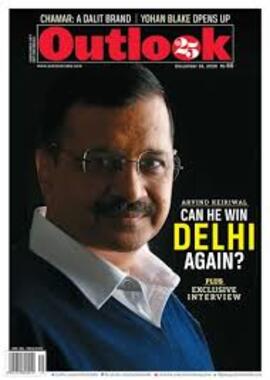 CHAMAR: A DALIT BRAND | YOHAN BLAKE OPENS UP
Outlook
25
ARVIND KEJRIWAL
CAN HE WIN
DELHI
AGAIN?
PLUS
EXCLUSIVE
INTERVIEW